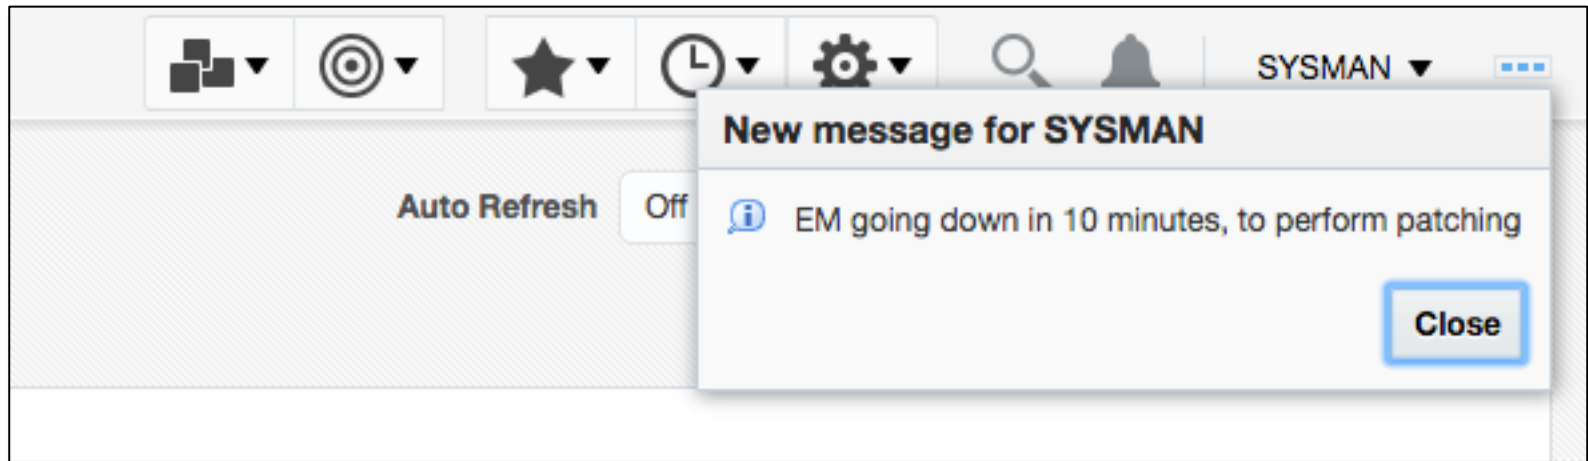 SYSMAN
New message for SYSMAN
Auto Refresh Off
EM going down in 10 minutes, to perform patching
Close